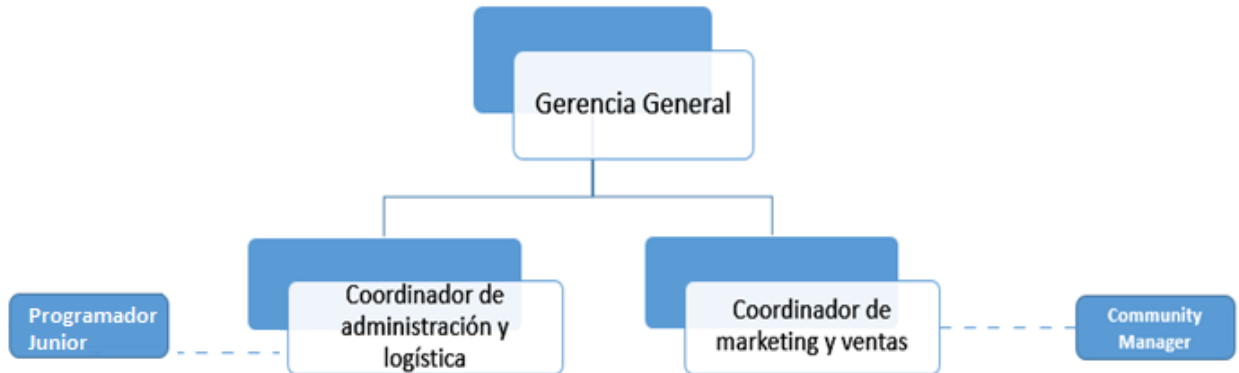 Gerencia General
Coordinador de
administración y
logística
Coordinador de
marketing y ventas
Programador
Junior
Community
Manager